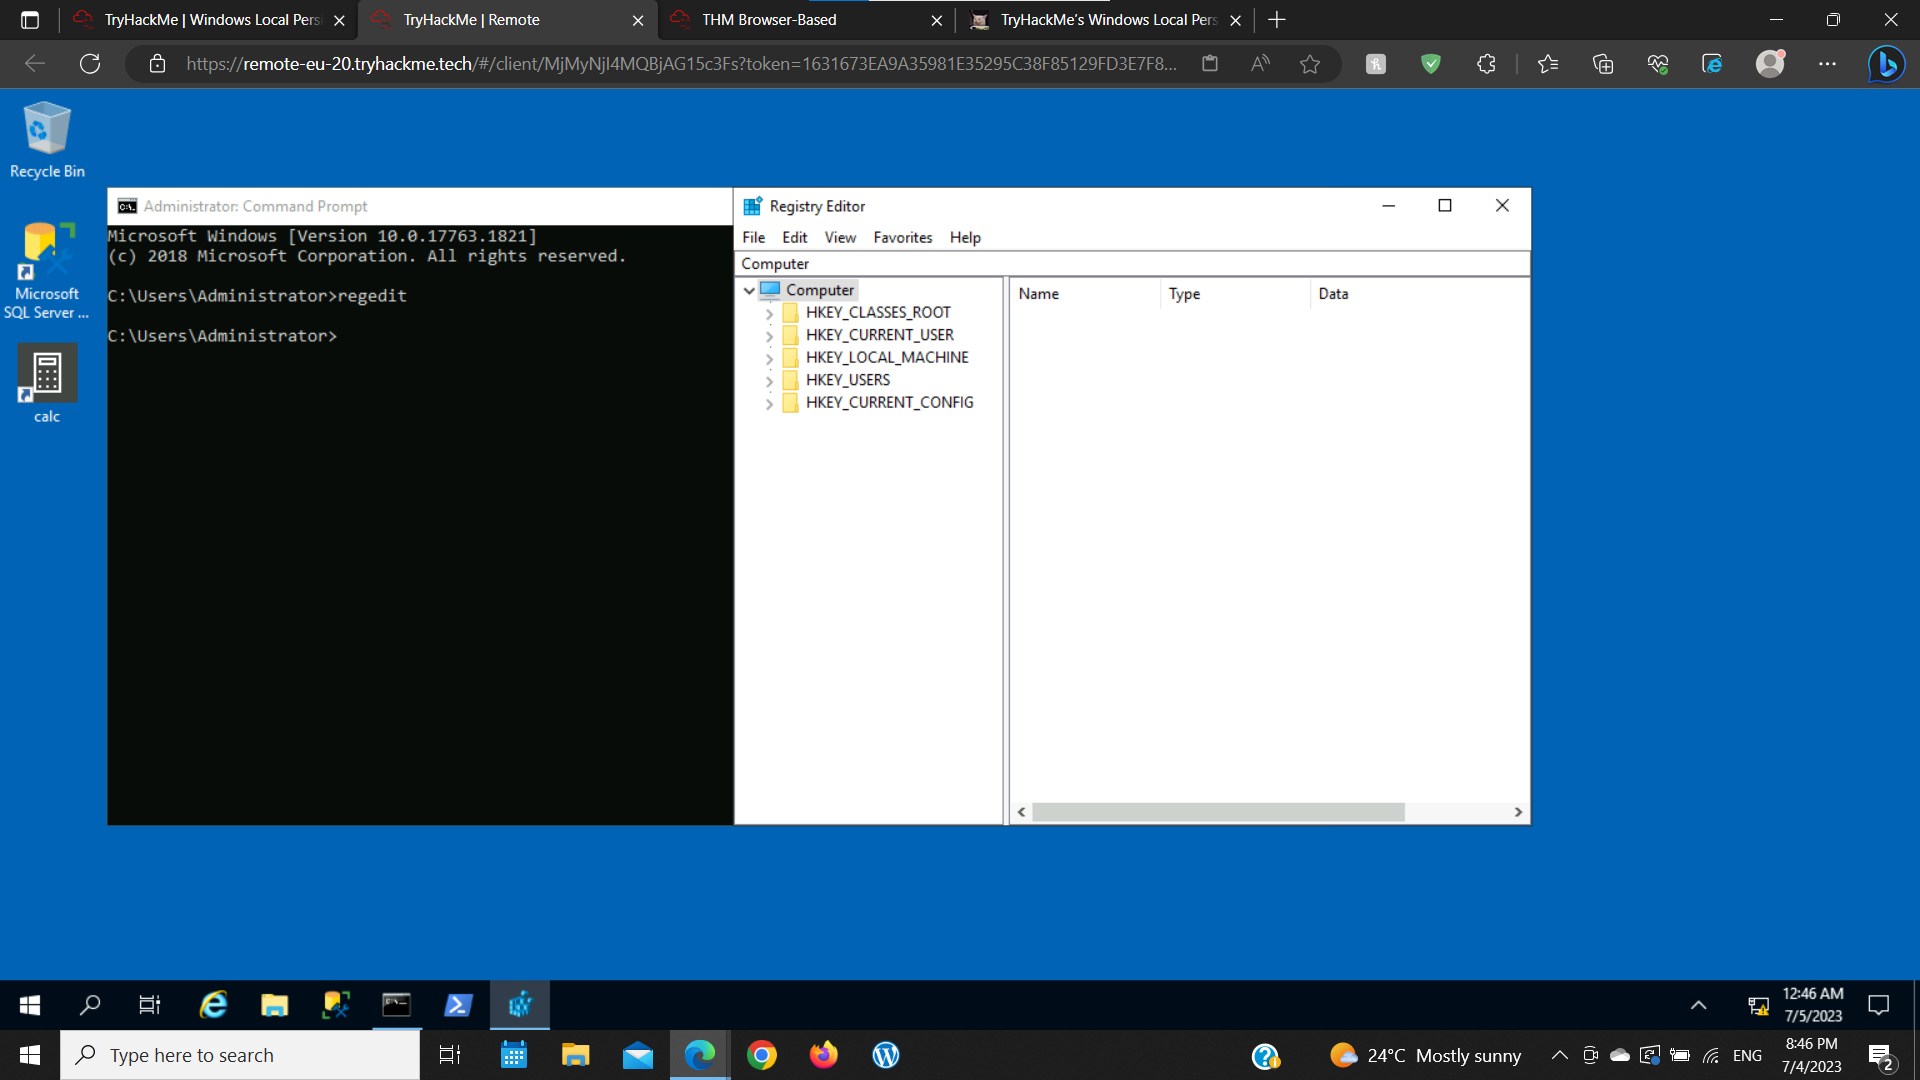 TryHackMe | Windows Local Pers
TryHackMe | Remote
THM Browser-Based
TryHackMe's Windows Local Pers
https://remote-eu-20.tryhackme.tech/#/client/MjMyNjI4MQBjAG15c3Fs?token=1631673EA9A35981E35295C38F85129FD3E7F8...
Recycle Bin
Microsoft
SQL Server ...
calc
Administrator: Command Prompt
Microsoft Windows [Version 10.0.17763.1821]
(c) 2018 Microsoft Corporation. All rights reserved.
C:\Users\Administrator>regedit
C:\Users\Administrator>
Registry Editor
File Edit View Favorites Help
Computer
Computer
HKEY_CLASSES_ROOT
HKEY_CURRENT_USER
HKEY_LOCAL_MACHINE
HKEY_USERS
HKEY_CURRENT_CONFIG
Name Type Data
12:46 AM
7/5/2023
Type here to search
24°C Mostly sunny
ENG
8:46 PM
7/4/2023
2